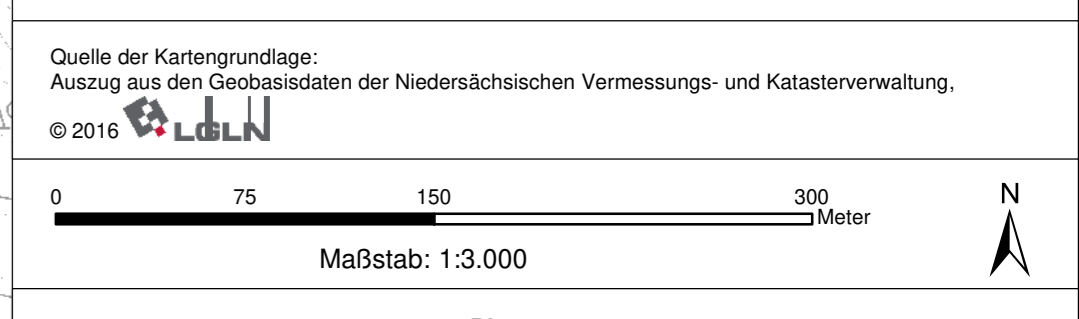 Quelle der Kartengrundlage:
Auszug aus den Geobasisdaten der Niedersächsischen Vermessungs- und Katasterverwaltung,
© 2016 LGLN
0 75 150 300
Meter
N
Maßstab: 1:3.000